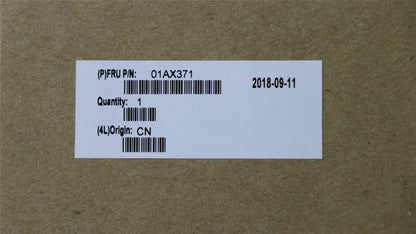 (P)FRU P/N: 01AX371
2018-09-11
Quantity: 1
(4L)Origin: CN